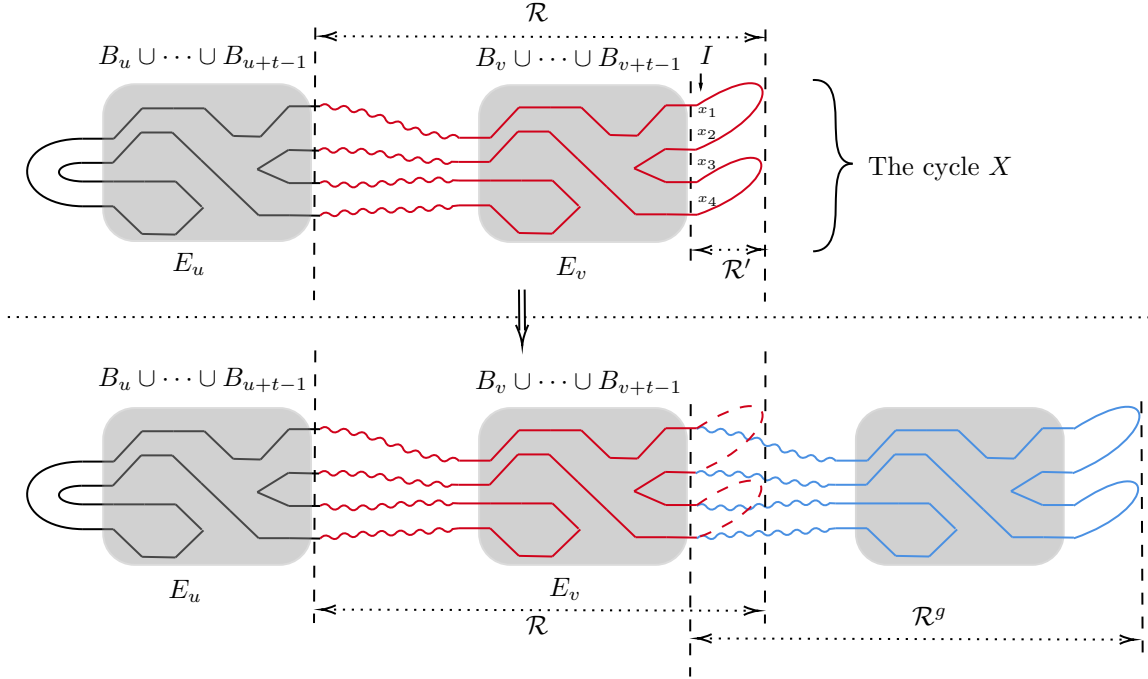 𝓡
B_u ∪ ⋯ ∪ B_{u+t−1}
B_v ∪ ⋯ ∪ B_{v+t−1}
I
x_1
x_2
x_3
x_4
The cycle X
E_u
E_v
𝓡′
B_u ∪ ⋯ ∪ B_{u+t−1}
B_v ∪ ⋯ ∪ B_{v+t−1}
E_u
E_v
𝓡
𝓡^g